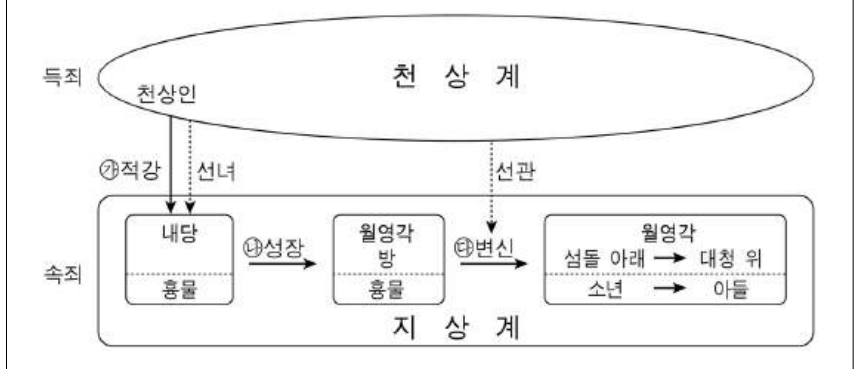 득죄
천 상 계
천상인
㉮적강
선녀
선관
속죄
내당
흉물
㉯성장
월영각
방
흉물
㉰변신
월영각
섬돌 아래 → 대청 위
소년 → 아들
지 상 계